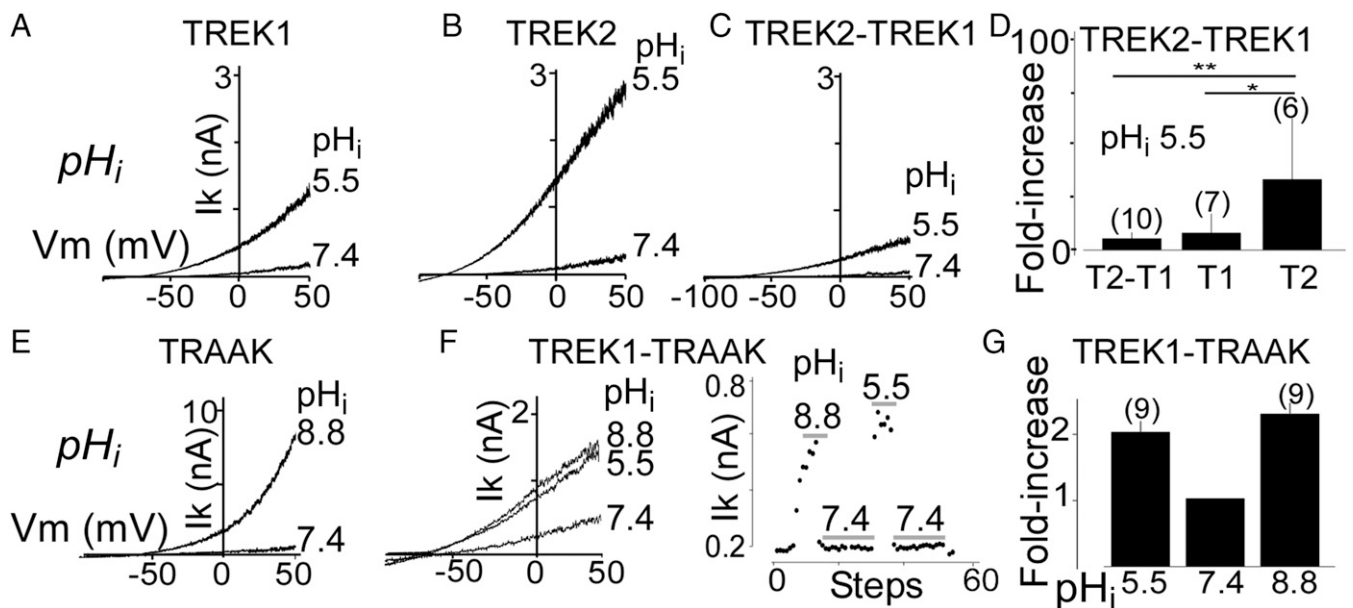 A
TREK1
3
Ik (nA)
pHi
5.5
7.4
pHi
Vm (mV)
-50 0 50
B
TREK2
3
pHi
5.5
7.4
-50 0 50
C
TREK2-TREK1
3
pHi
5.5
7.4
-100 -50 0 50
D
TREK2-TREK1
100
Fold-increase
**
*
(6)
pHi 5.5
(10)
(7)
0
T2-T1 T1 T2
E
TRAAK
10
Ik (nA)
pHi
8.8
7.4
pHi
Vm (mV)
-50 0 50
F
TREK1-TRAAK
2
Ik (nA)
pHi
8.8
5.5
7.4
-50 0 50
0.8
Ik (nA)
pHi
5.5
8.8
7.4 7.4
0.2
0 Steps 60
G
TREK1-TRAAK
Fold-increase
(9) (9)
2
1
pHi 5.5 7.4 8.8